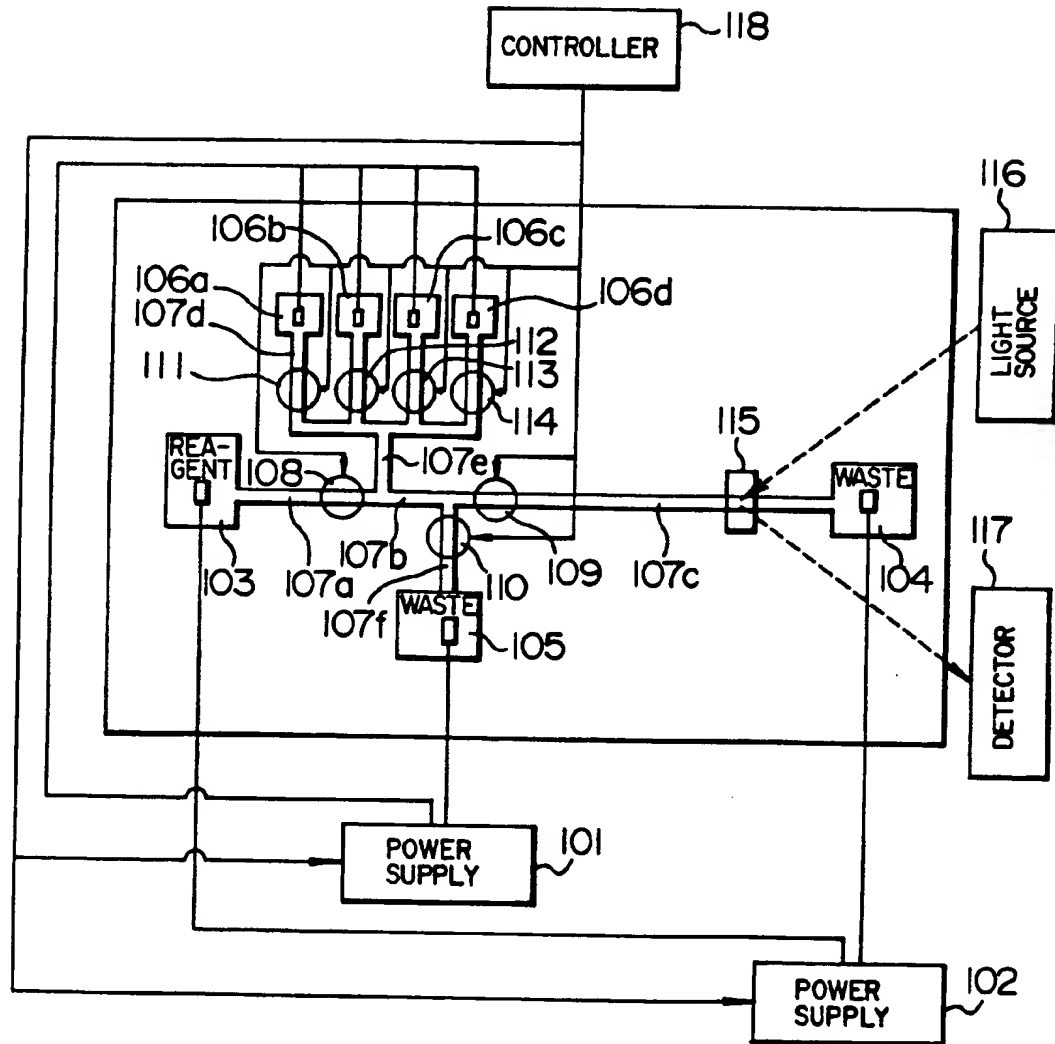 CONTROLLER
118
116
LIGHT
SOURCE
106b
106c
106a
106d
107d
111
112
113
114
REA-
GENT
108
107e
115
WASTE
103
107a
107b
110
109
107c
104
117
DETECTOR
107f
WASTE
105
POWER
SUPPLY
101
POWER
SUPPLY
102